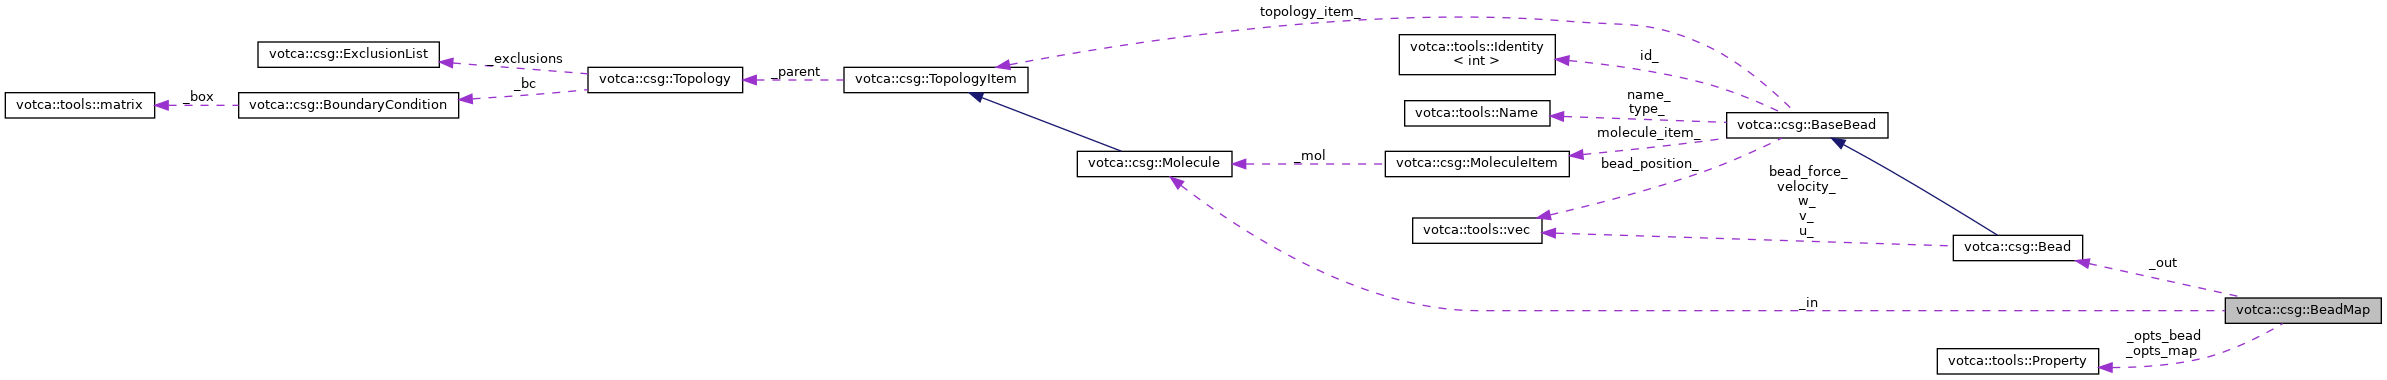 topology_item_
votca::csg::ExclusionList
_exclusions
votca::tools::Identity
< int >
id_
votca::csg::Topology
_parent
votca::csg::TopologyItem
_bc
votca::tools::matrix
_box
votca::csg::BoundaryCondition
votca::tools::Name
name_
type_
votca::csg::BaseBead
molecule_item_
votca::csg::Molecule
_mol
votca::csg::MoleculeItem
bead_position_
bead_force_
velocity_
w_
v_
u_
votca::tools::vec
votca::csg::Bead
_out
_in
votca::csg::BeadMap
_opts_bead
_opts_map
votca::tools::Property